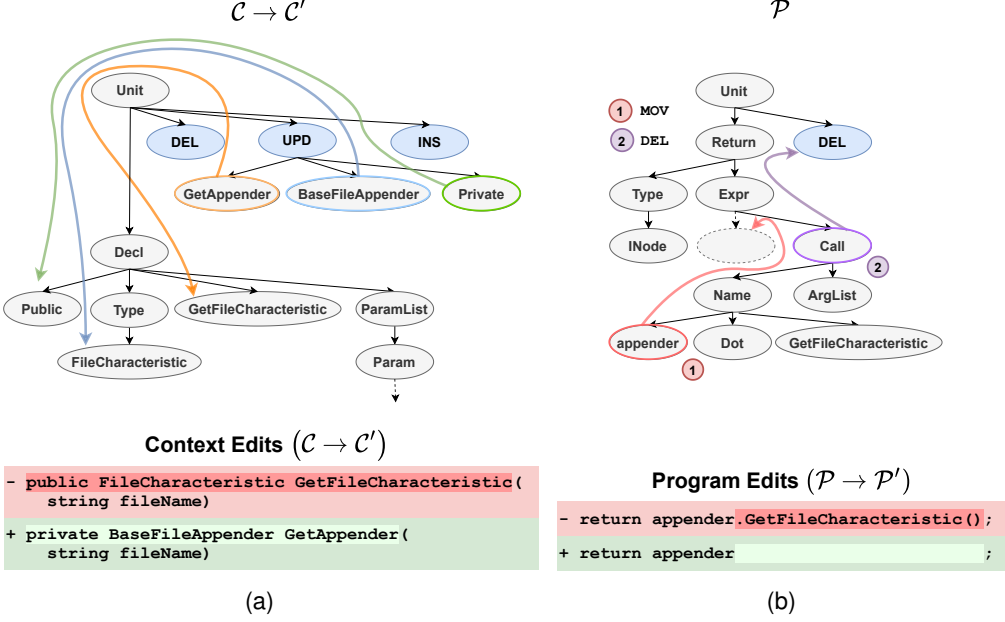 C → C′
Unit
DEL
UPD
INS
GetAppender
BaseFileAppender
Private
Decl
Public
Type
GetFileCharacteristic
ParamList
FileCharacteristic
Param
Context Edits (C → C′)
- public FileCharacteristic GetFileCharacteristic(
string fileName)
+ private BaseFileAppender GetAppender(
string fileName)
(a)
P
Unit
1 MOV
2 DEL
Return
DEL
Type
Expr
INode
Call
2
Name
ArgList
appender
Dot
GetFileCharacteristic
1
Program Edits (P → P′)
- return appender.GetFileCharacteristic();
+ return appender ;
(b)